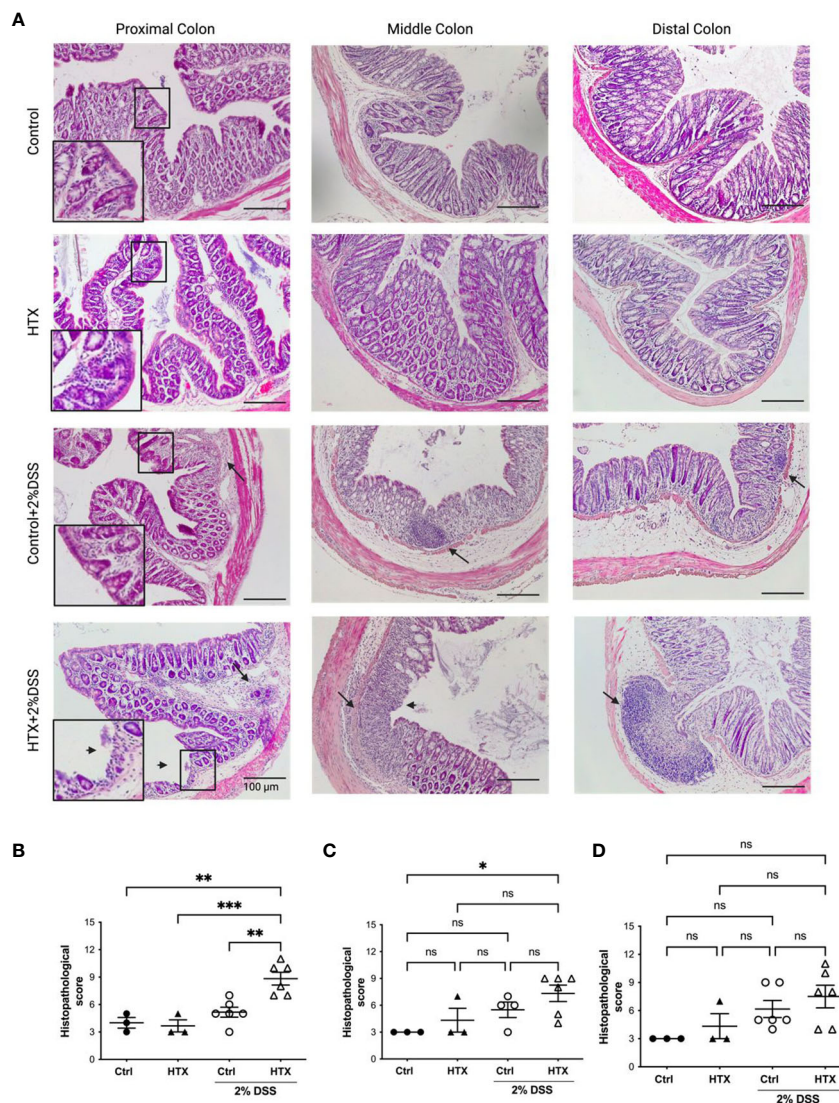 A
Proximal Colon
Middle Colon
Distal Colon
Control
HTX
Control+2%DSS
HTX+2%DSS
100 µm
B
**
***
**
15
12
9
6
3
0
Histopathological
score
Ctrl
HTX
Ctrl
HTX
2% DSS
C
*
ns
ns
ns
ns
ns
15
12
9
6
3
0
Histopathological
score
Ctrl
HTX
Ctrl
HTX
2% DSS
D
ns
ns
ns
ns
ns
ns
15
12
9
6
3
0
Histopathological
score
Ctrl
HTX
Ctrl
HTX
2% DSS